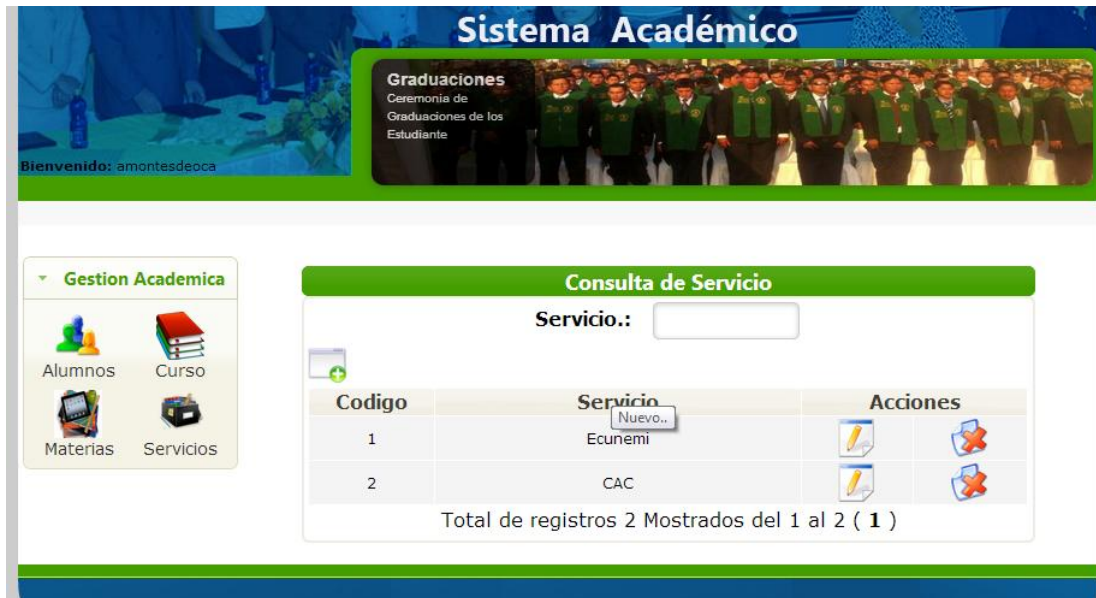 Sistema Académico
Graduaciones
Ceremonia de
Graduaciones de los
Estudiante
Bienvenido: amontesdeoca
Gestion Academica
Alumnos Curso
Materias Servicios
Consulta de Servicio
Servicio.:
Codigo Servicio Acciones
Nuevo..
1 Ecunemi
2 CAC
Total de registros 2 Mostrados del 1 al 2 ( 1 )